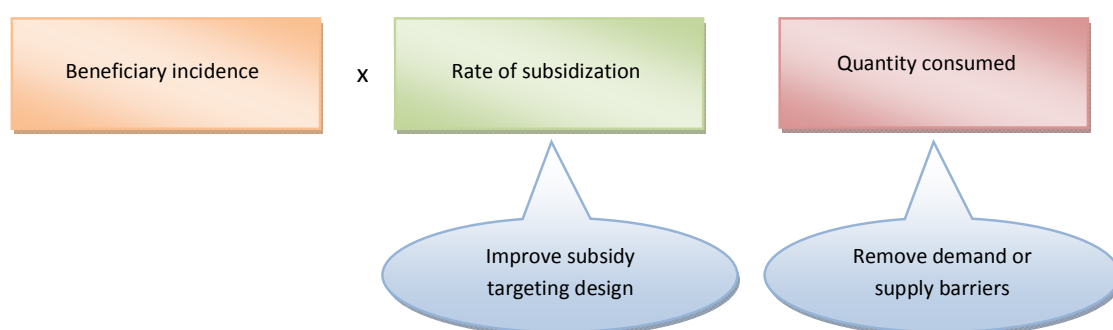 Beneficiary incidence
x
Rate of subsidization
Quantity consumed
Improve subsidy
targeting design
Remove demand or
supply barriers